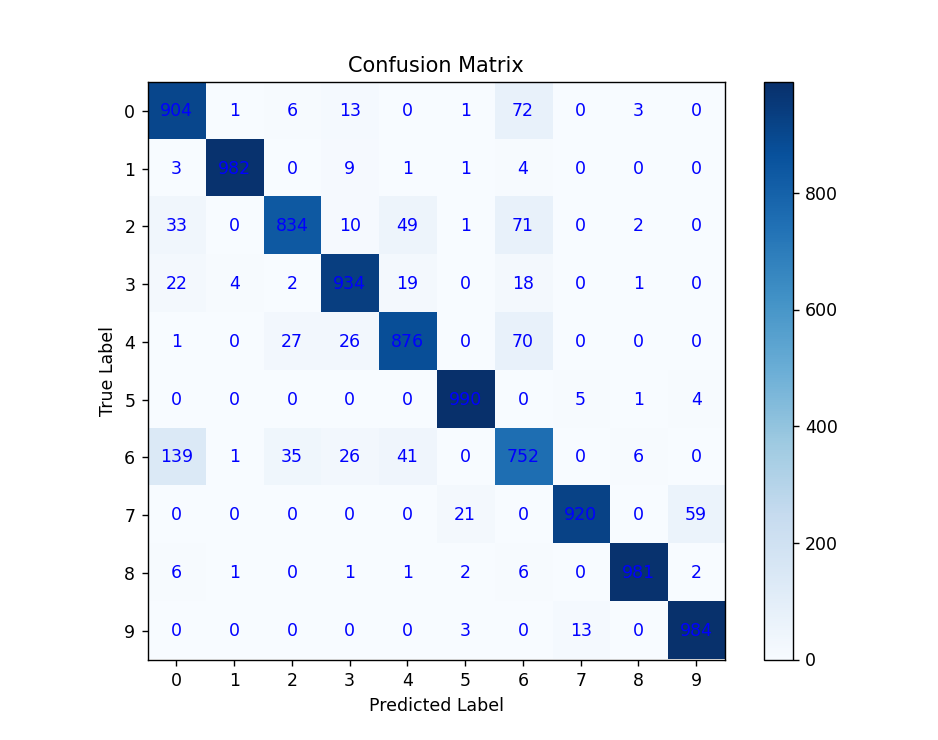 Confusion Matrix
0 904 1 6 13 0 1 72 0 3 0
1 3 982 0 9 1 1 4 0 0 0
2 33 0 834 10 49 1 71 0 2 0
3 22 4 2 934 19 0 18 0 1 0
4 1 0 27 26 876 0 70 0 0 0
5 0 0 0 0 0 990 0 5 1 4
6 139 1 35 26 41 0 752 0 6 0
7 0 0 0 0 0 21 0 920 0 59
8 6 1 0 1 1 2 6 0 981 2
9 0 0 0 0 0 3 0 13 0 984
0 1 2 3 4 5 6 7 8 9
Predicted Label
True Label
800
600
400
200
0